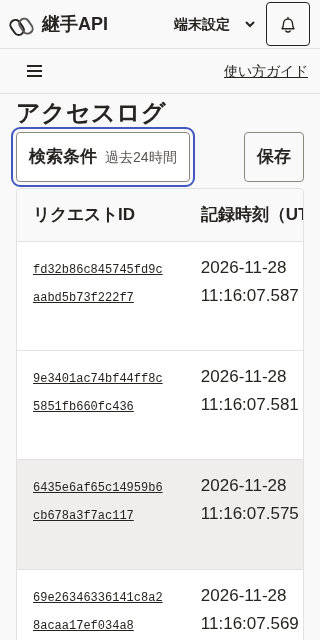 継手API 端末設定
使い方ガイド
アクセスログ
検索条件 過去24時間 保存
リクエストID 記録時刻（UT
fd32b86c845745fd9c 2026-11-28
aabd5b73f222f7 11:16:07.587
9e3401ac74bf44ff8c 2026-11-28
5851fb660fc436 11:16:07.581
6435e6af65c14959b6 2026-11-28
cb678a3f7ac117 11:16:07.575
69e26346336141c8a2 2026-11-28
8acaa17ef034a8 11:16:07.569